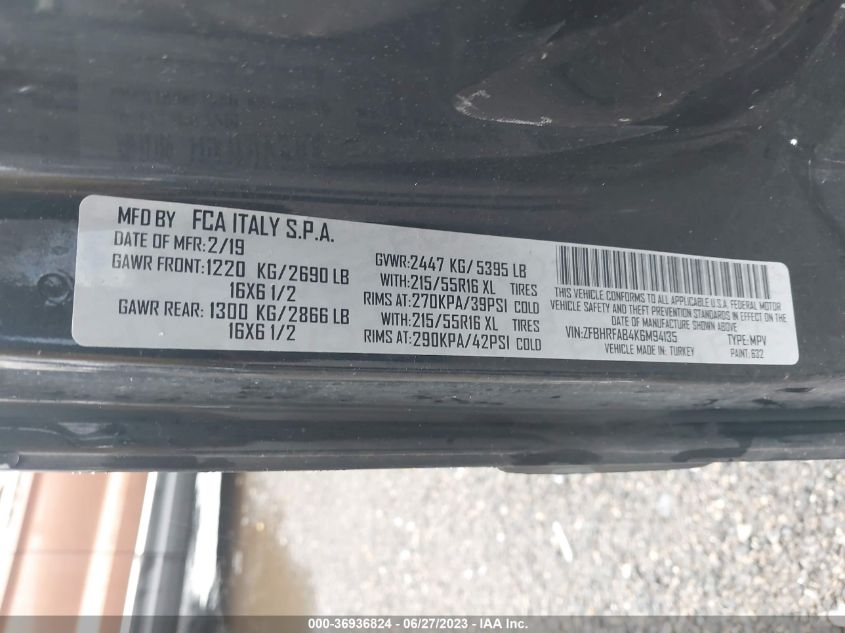 MFD BY FCA ITALY S.P.A.
DATE OF MFR: 2/19
GAWR FRONT: 1220 KG/2690 LB
16X6 1/2
GAWR REAR: 1300 KG/2866 LB
16X6 1/2
GVWR: 2447 KG/ 5395 LB
WITH: 215/55R16 XL TIRES
RIMS AT: 270KPA/39PSI COLD
WITH: 215/55R16 XL TIRES
RIMS AT: 290KPA/42PSI COLD
THIS VEHICLE CONFORMS TO ALL APPLICABLE U.S.A. FEDERAL MOTOR
VEHICLE SAFETY AND THEFT PREVENTION STANDARDS IN EFFECT ON
DATE OF MANUFACTURE SHOWN ABOVE
VIN: ZFBHRFAB4K6M94135 TYPE: MPV
VEHICLE MADE IN: TURKEY PAINT: 632
000-36936824 - 06/27/2023 - IAA Inc.